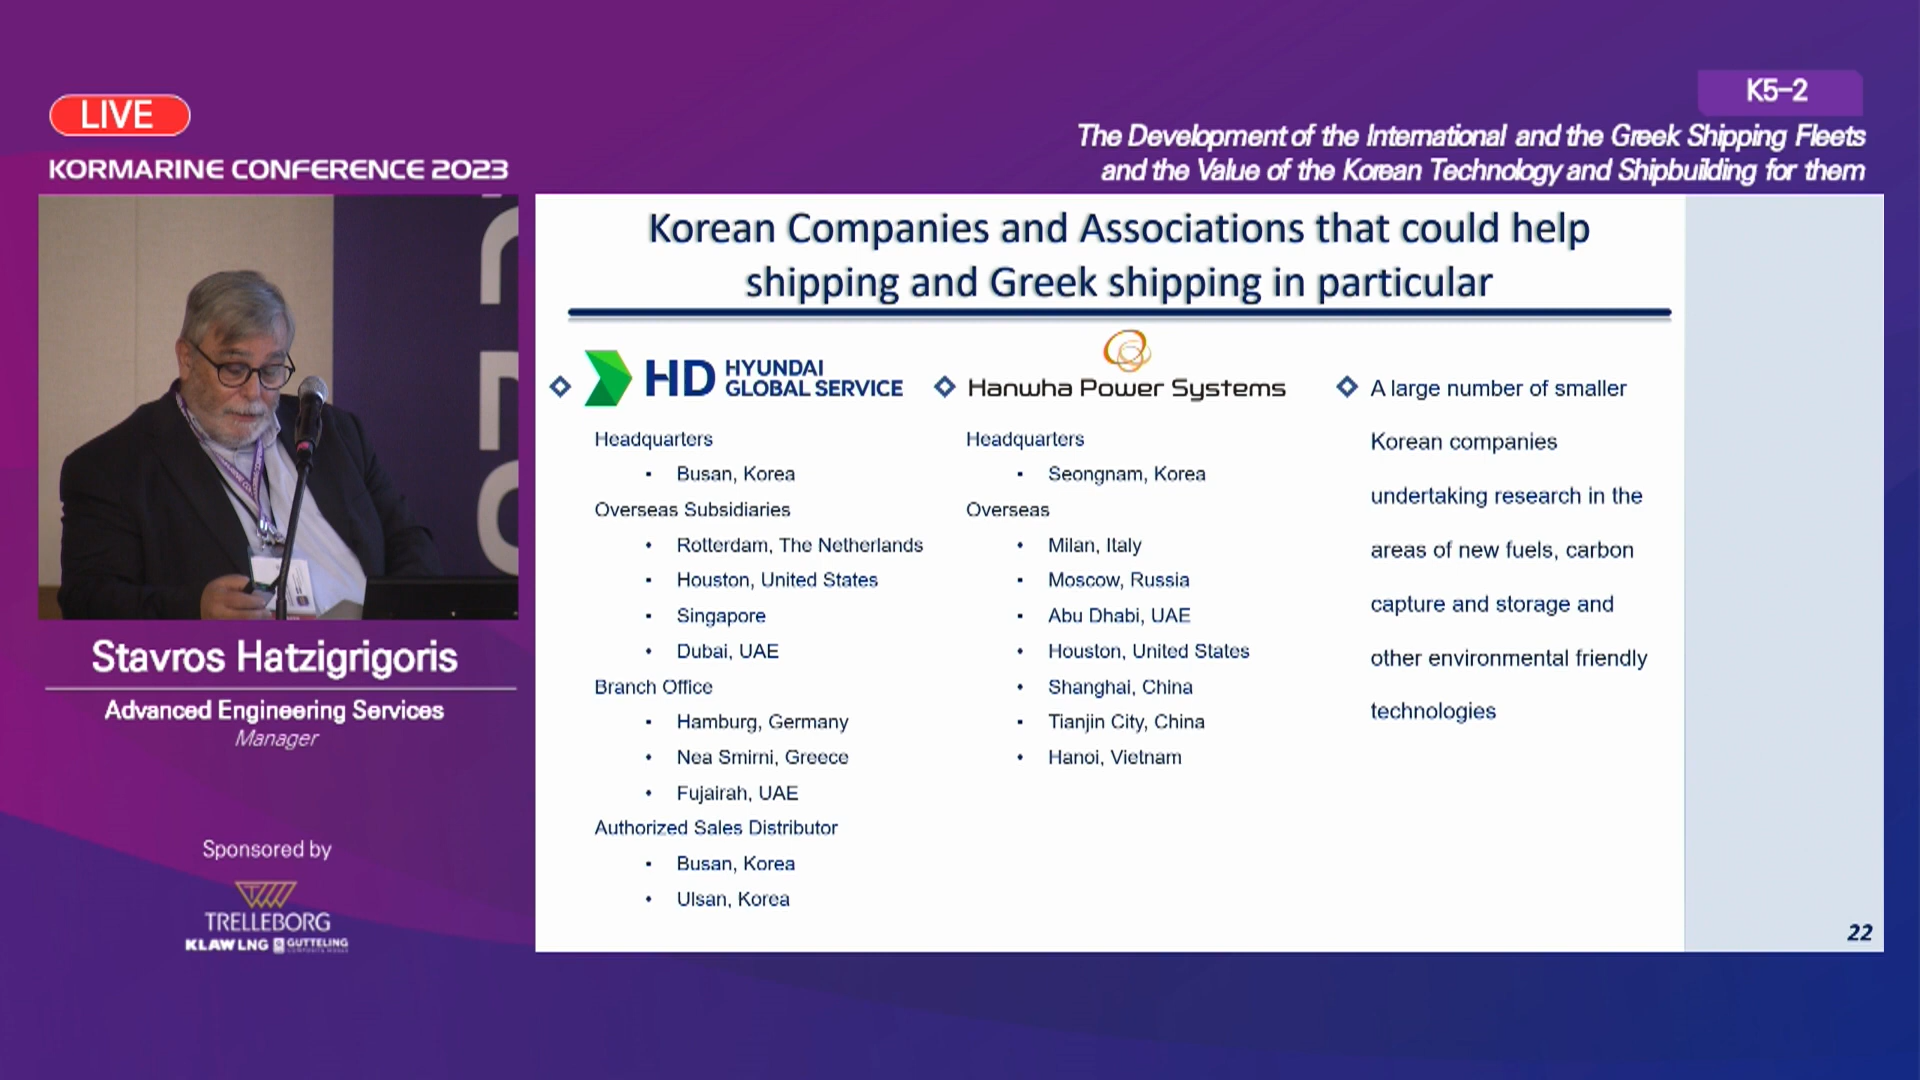 LIVE
KORMARINE CONFERENCE 2023
K5-2
The Development of the International and the Greek Shipping Fleets
and the Value of the Korean Technology and Shipbuilding for them
Korean Companies and Associations that could help
shipping and Greek shipping in particular
HD HYUNDAI
GLOBAL SERVICE
Headquarters
• Busan, Korea
Overseas Subsidiaries
• Rotterdam, The Netherlands
• Houston, United States
• Singapore
• Dubai, UAE
Branch Office
• Hamburg, Germany
• Nea Smirni, Greece
• Fujairah, UAE
Authorized Sales Distributor
• Busan, Korea
• Ulsan, Korea
Hanwha Power Systems
Headquarters
• Seongnam, Korea
Overseas
• Milan, Italy
• Moscow, Russia
• Abu Dhabi, UAE
• Houston, United States
• Shanghai, China
• Tianjin City, China
• Hanoi, Vietnam
A large number of smaller
Korean companies
undertaking research in the
areas of new fuels, carbon
capture and storage and
other environmental friendly
technologies
22
Stavros Hatzigrigoris
Advanced Engineering Services
Manager
Sponsored by
TRELLEBORG
KLAW LNG GUTTELING